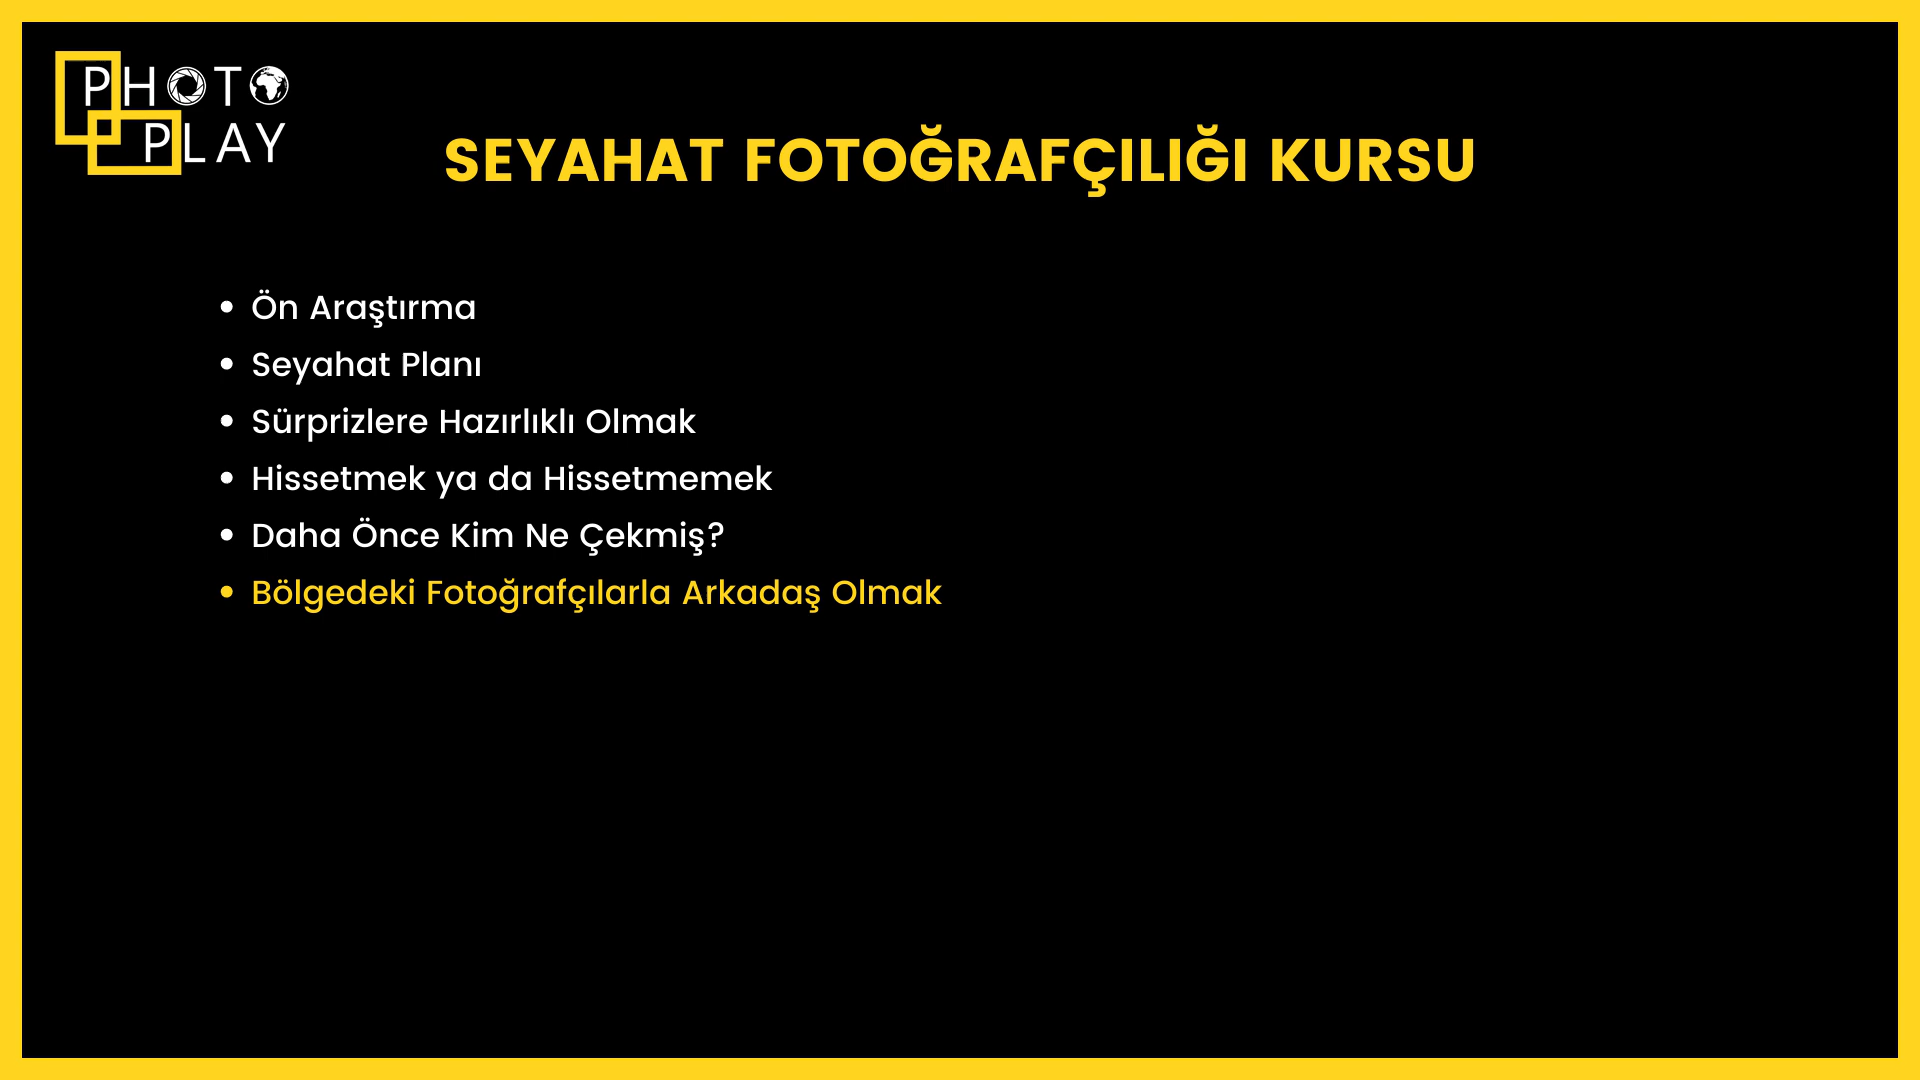 PHOTO
PLAY
SEYAHAT FOTOĞRAFÇILIĞI KURSU
• Ön Araştırma
• Seyahat Planı
• Sürprizlere Hazırlıklı Olmak
• Hissetmek ya da Hissetmemek
• Daha Önce Kim Ne Çekmiş?
• Bölgedeki Fotoğrafçılarla Arkadaş Olmak